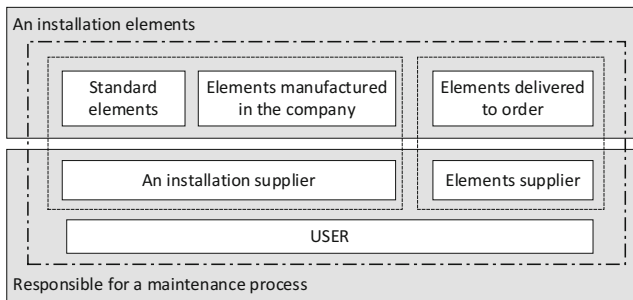 An installation elements
Standard
elements
Elements manufactured
in the company
Elements delivered
to order
An installation supplier
Elements supplier
USER
Responsible for a maintenance process